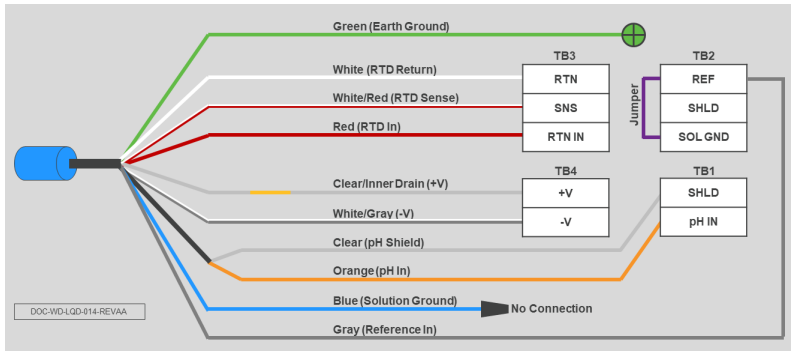 Green (Earth Ground)
White (RTD Return)
White/Red (RTD Sense)
Red (RTD In)
TB3
RTN
SNS
RTN IN
TB2
REF
SHLD
SOL GND
Jumper
Clear/Inner Drain (+V)
White/Gray (-V)
TB4
+V
-V
TB1
SHLD
pH IN
Clear (pH Shield)
Orange (pH In)
Blue (Solution Ground)
No Connection
DOC-WD-LQD-014-REVAA
Gray (Reference In)